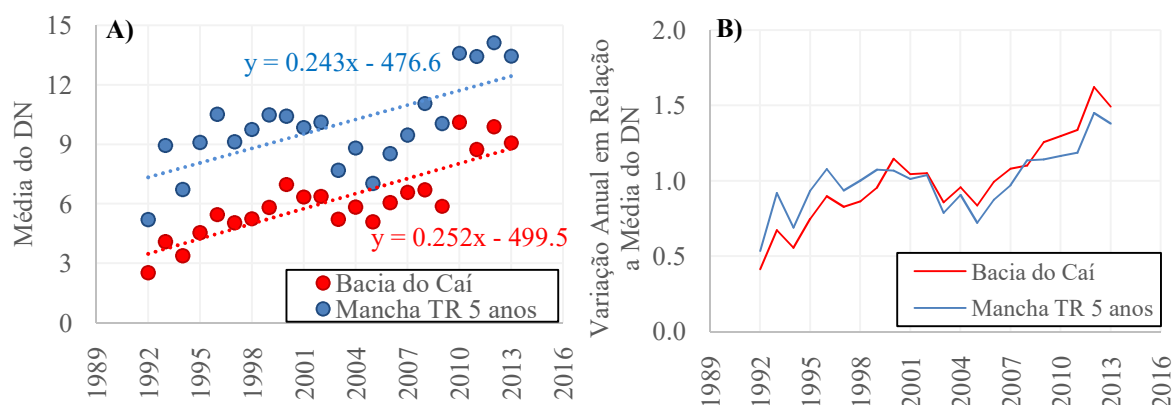 A)
Média do DN
15
12
9
6
3
0
y = 0.243x - 476.6
y = 0.252x - 499.5
Bacia do Caí
Mancha TR 5 anos
1989
1992
1995
1998
2001
2004
2007
2010
2013
2016
B)
Variação Anual em Relação
a Média do DN
2.0
1.5
1.0
0.5
0.0
Bacia do Caí
Mancha TR 5 anos
1989
1992
1995
1998
2001
2004
2007
2010
2013
2016